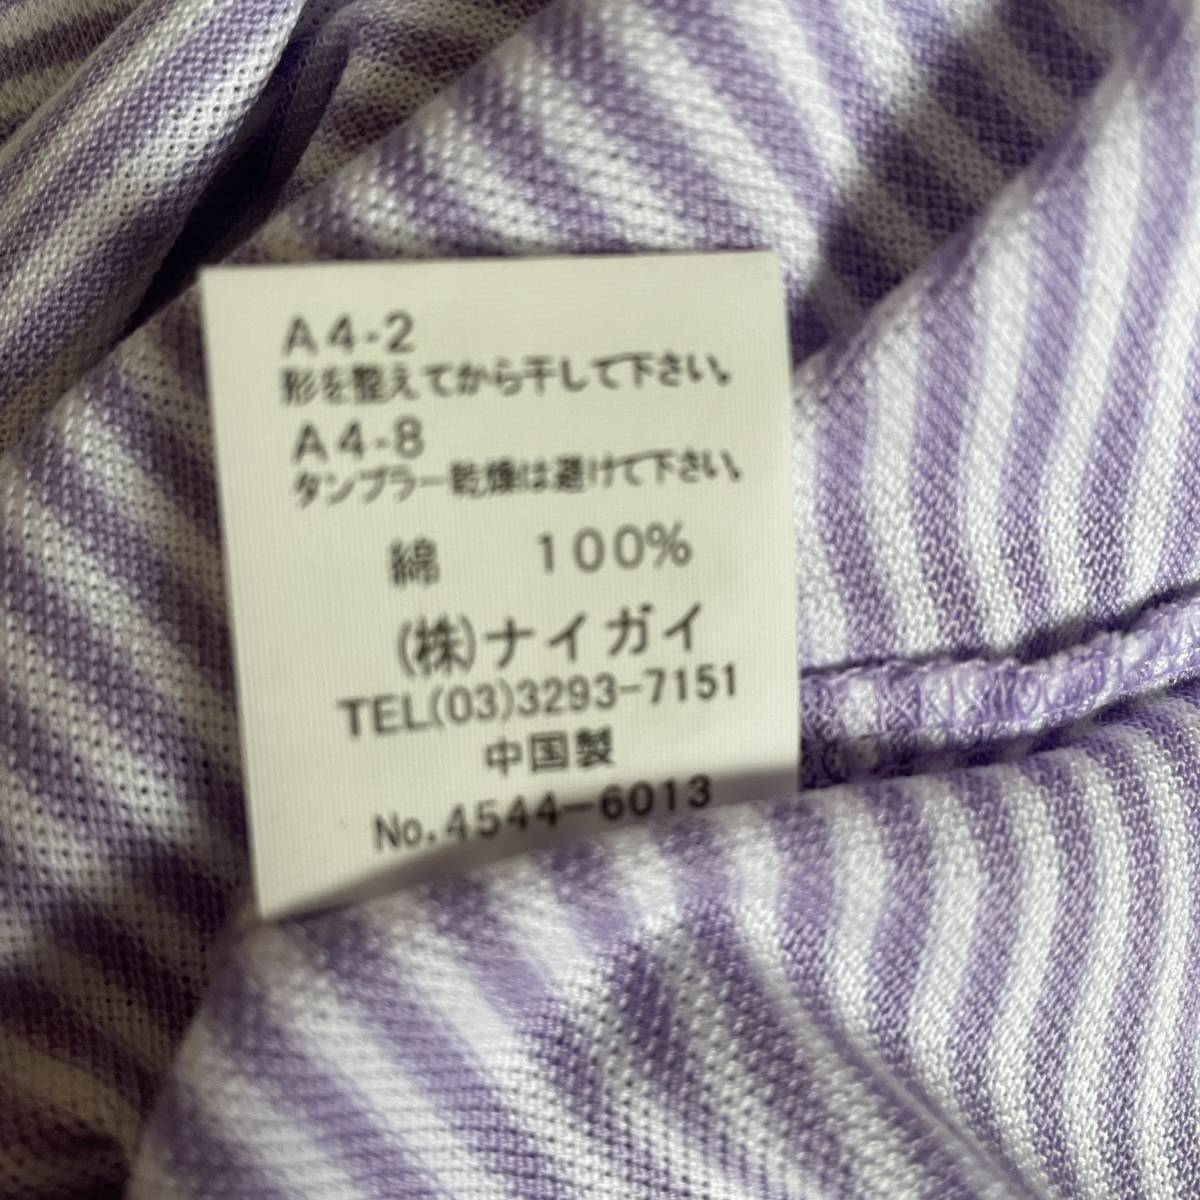 A4-2
形を整えてから干して下さい。
A4-8
タンブラー乾燥は避けて下さい。
綿 100%
(株)ナイガイ
TEL(03)3293-7151
中国製
No.4544-6013